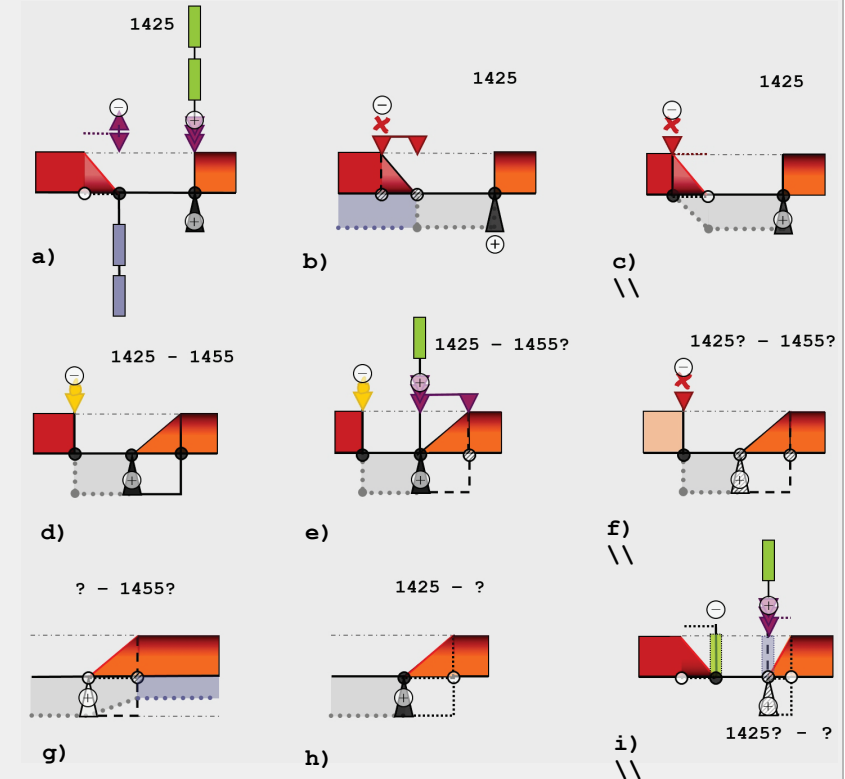 1425
1425
1425
a)
b)
c)
\\
1425 – 1455
1425 – 1455?
1425? – 1455?
d)
e)
f)
\\
? – 1455?
1425 – ?
g)
h)
1425? – ?
i)
\\